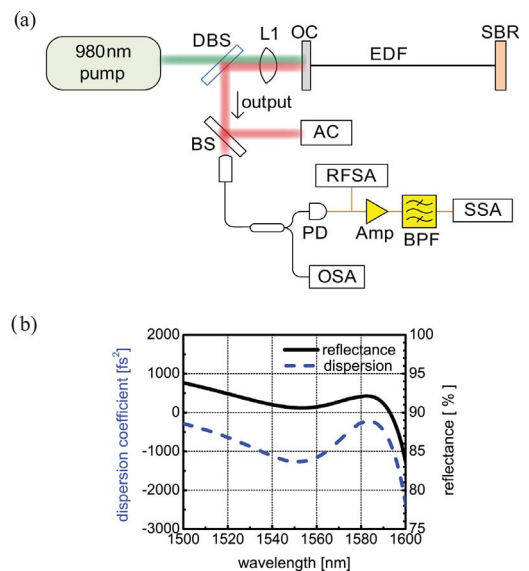 (a)
980nm
pump
DBS
L1
OC
EDF
SBR
output
BS
AC
RFSA
PD
Amp
BPF
SSA
OSA
(b)
dispersion coefficient [fs²]
2000
1000
0
-1000
-2000
-3000
reflectance
dispersion
100
95
90
85
80
75
reflectance [ % ]
1500 1520 1540 1560 1580 1600
wavelength [nm]